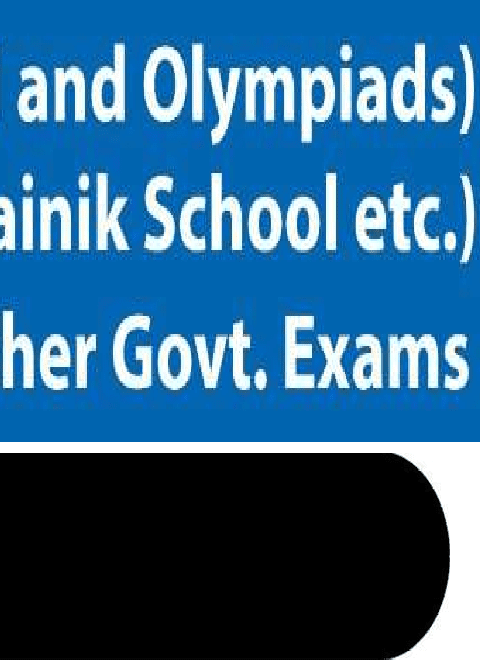 and Olympiads)
ainik School etc.)
her Govt. Exams